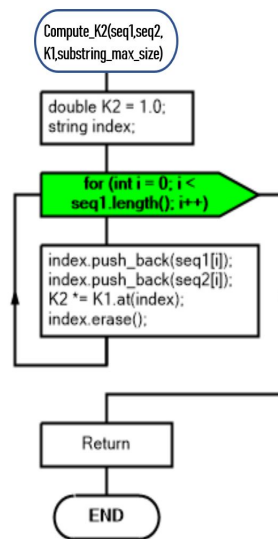 Compute_K2(seq1,seq2,
K1,substring_max_size)
double K2 = 1.0;
string index;
for (int i = 0; i <
seq1.length(); i++)
index.push_back(seq1[i]);
index.push_back(seq2[i]);
K2 *= K1.at(index);
index.erase();
Return
END